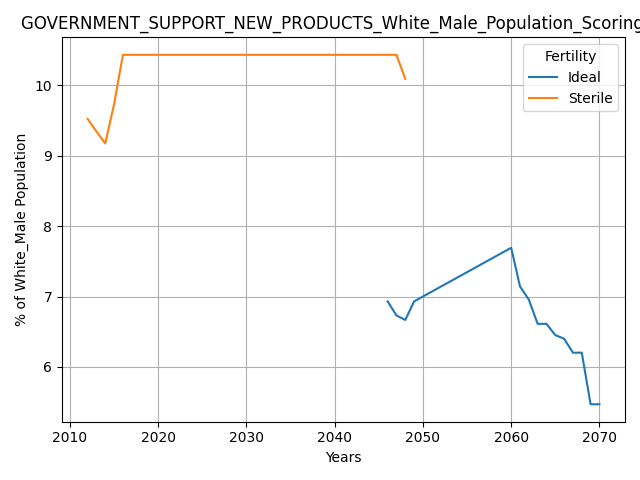 GOVERNMENT_SUPPORT_NEW_PRODUCTS_White_Male_Population_Scoring
Fertility
Ideal
Sterile
% of White_Male Population
10
9
8
7
6
2010 2020 2030 2040 2050 2060 2070
Years